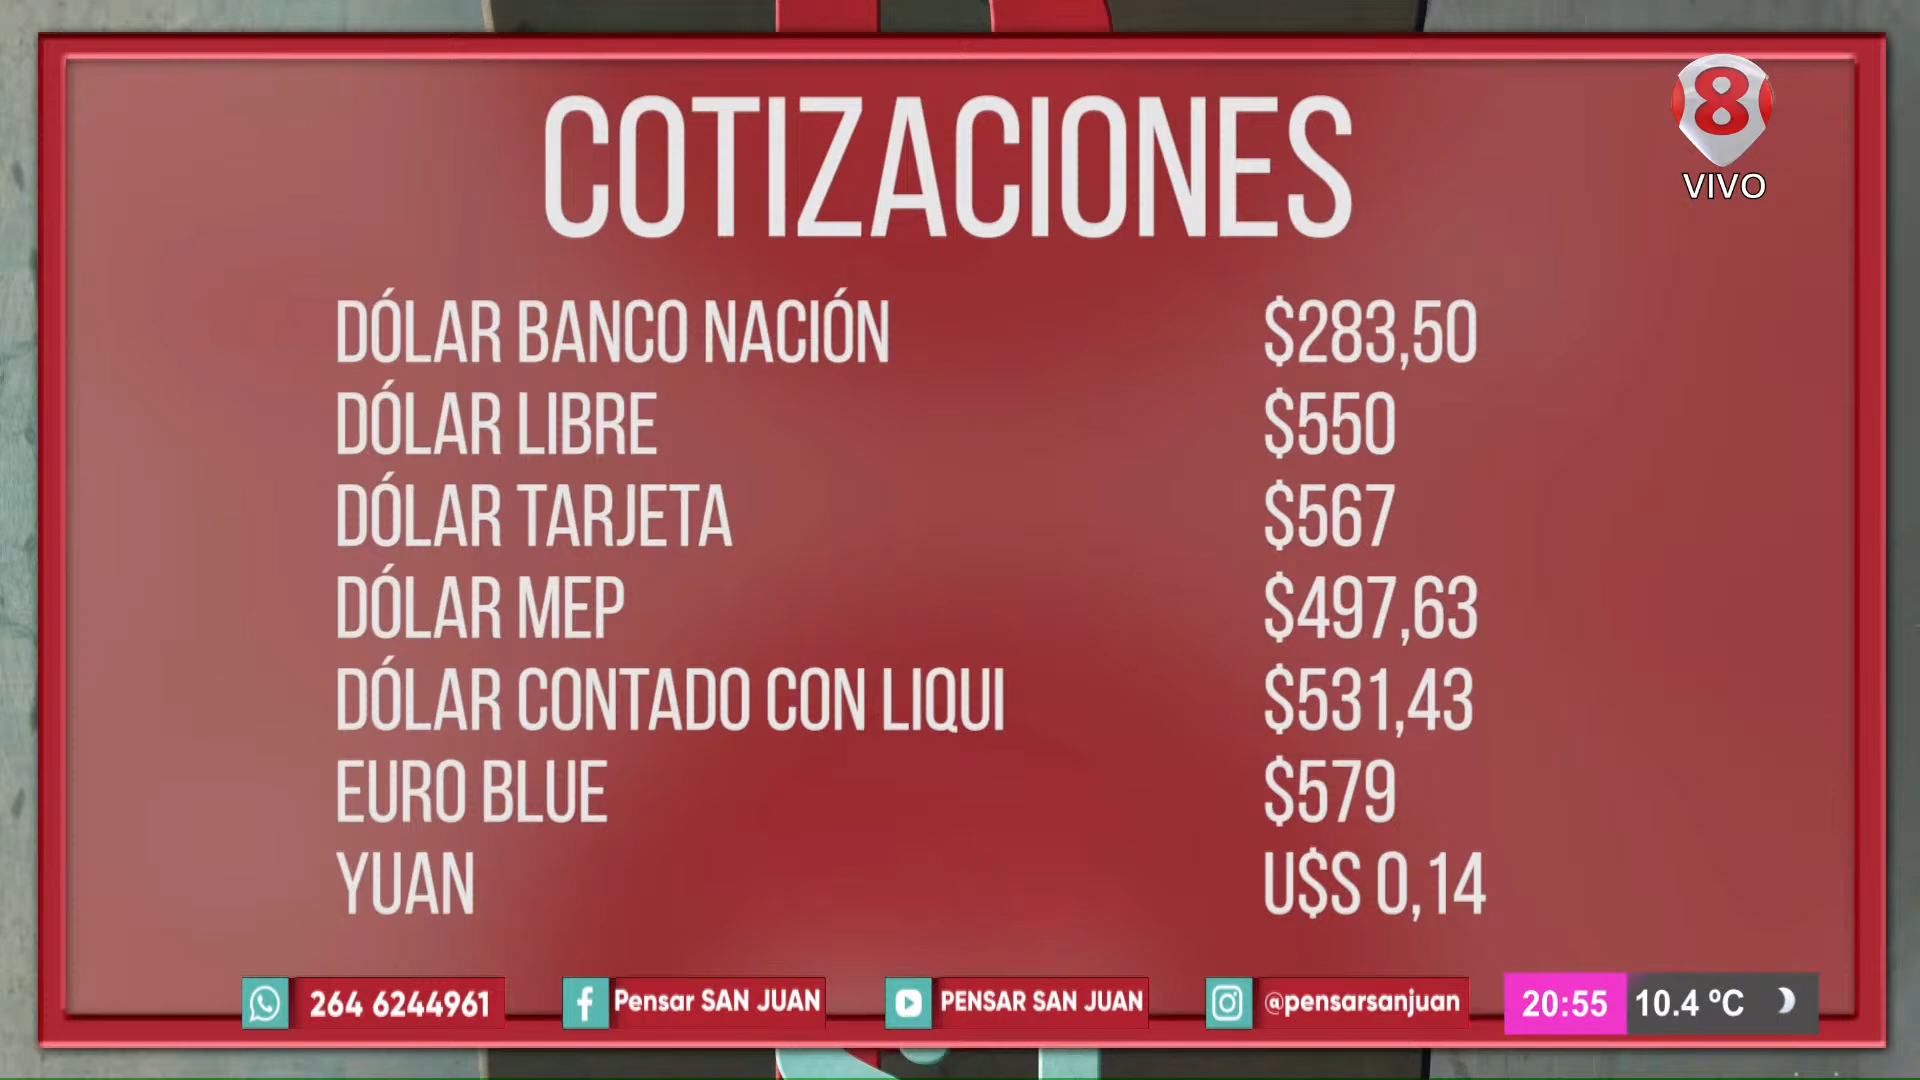 COTIZACIONES
8
VIVO
DÓLAR BANCO NACIÓN $283,50
DÓLAR LIBRE $550
DÓLAR TARJETA $567
DÓLAR MEP $497,63
DÓLAR CONTADO CON LIQUI $531,43
EURO BLUE $579
YUAN U$S 0,14
264 6244961 Pensar SAN JUAN PENSAR SAN JUAN @pensarsanjuan 20:55 10.4 ºC